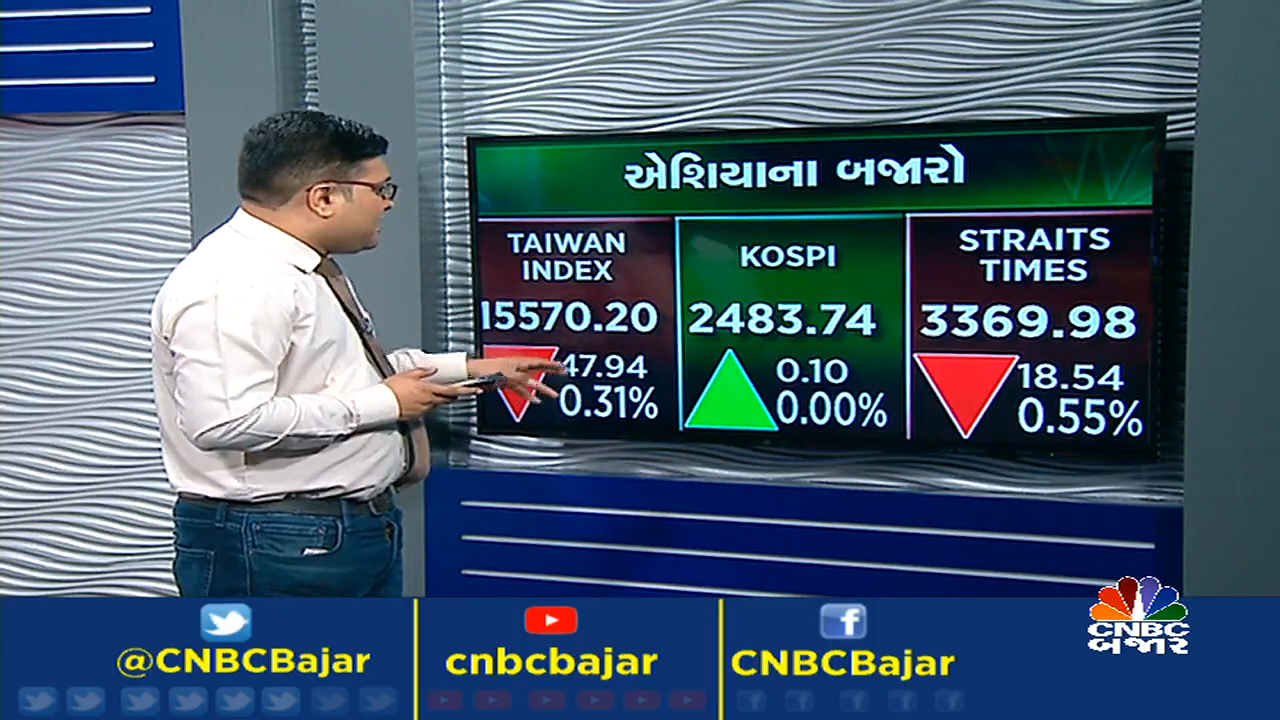 એશિયાના બજારો
TAIWAN
INDEX
15570.20
47.94
0.31%
KOSPI
2483.74
0.10
0.00%
STRAITS
TIMES
3369.98
18.54
0.55%
@CNBCBajar
cnbcbajar
CNBCBajar
CNBC
બજાર